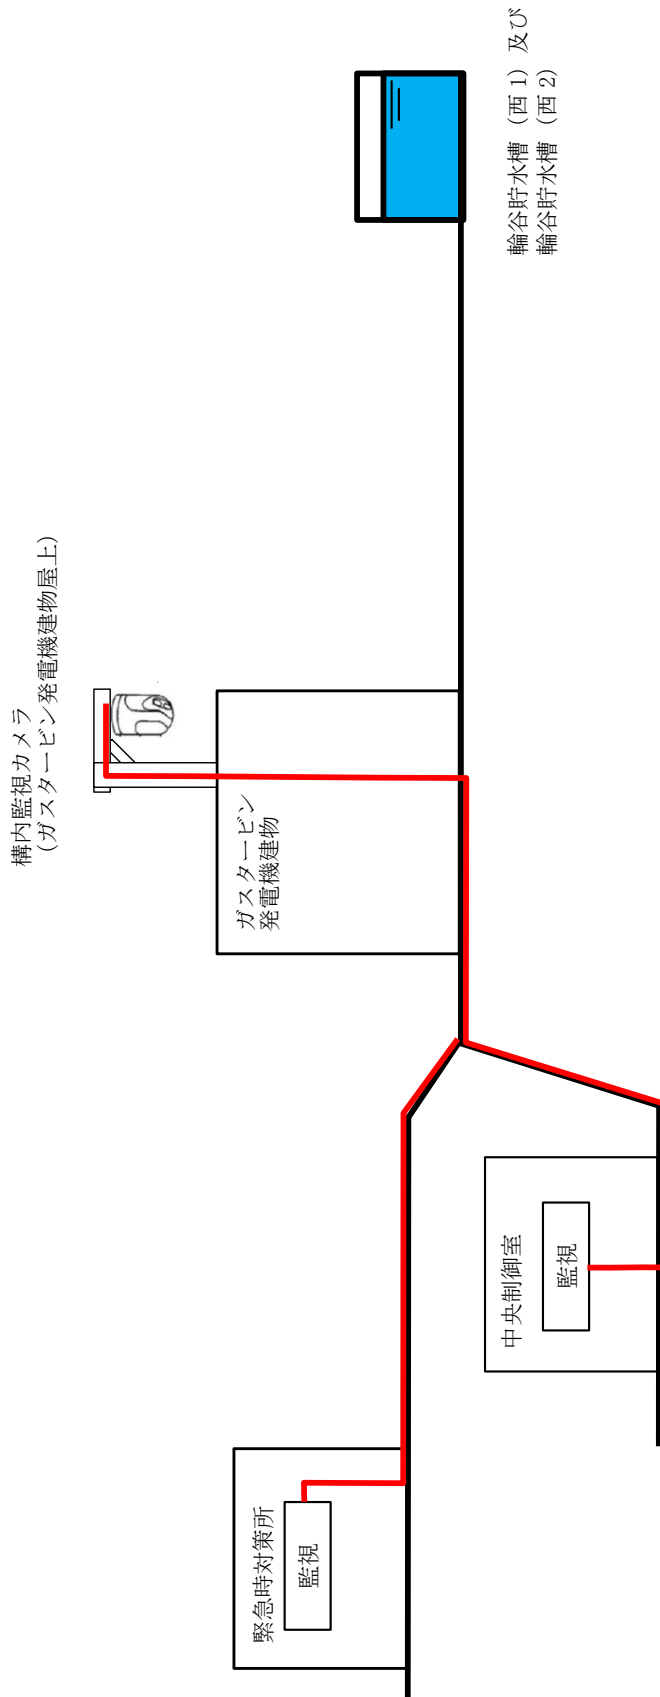 構内監視カメラ
(ガスタービン発電機建物屋上)
輪谷貯水槽（西1）及び
輪谷貯水槽（西2）
ガスタービン
発電機建物
緊急時対策所
監視
中央制御室
監視